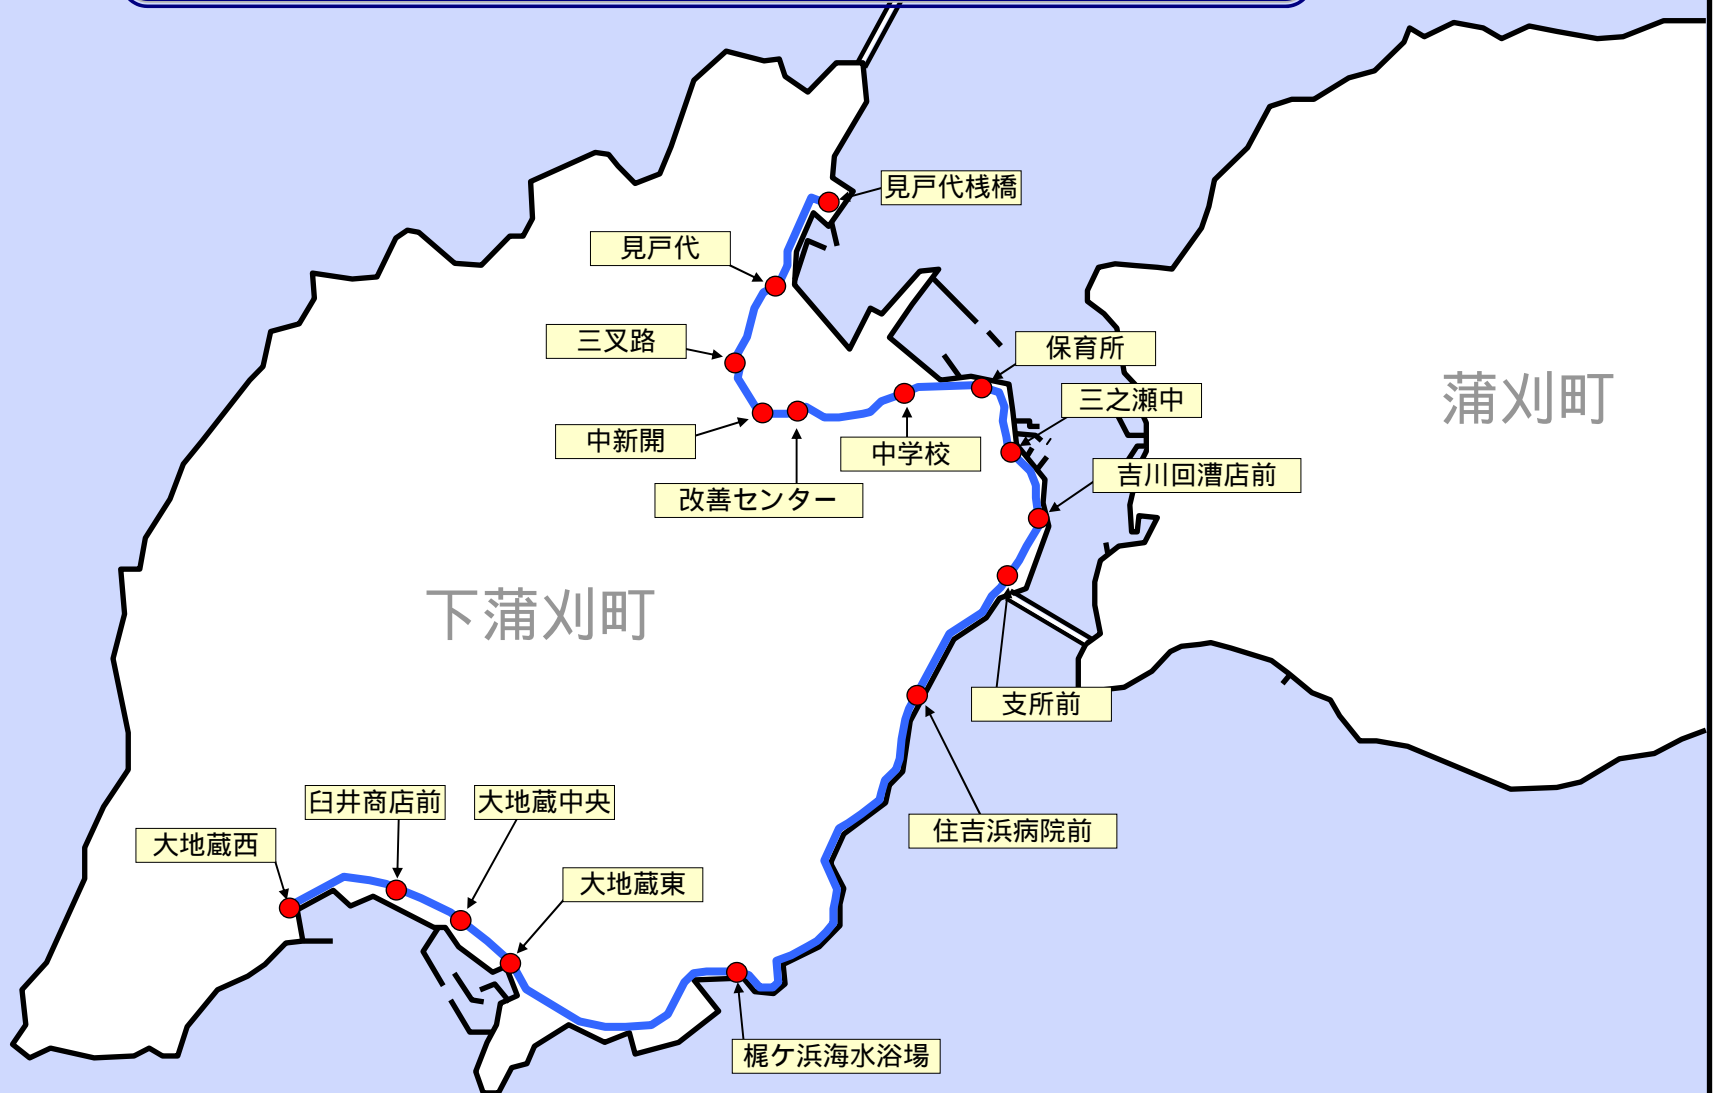 見戸代桟橋
見戸代
三叉路
保育所
三之瀬中
蒲刈町
中新開
中学校
吉川回漕店前
改善センター
下蒲刈町
支所前
臼井商店前
大地蔵中央
住吉浜病院前
大地蔵西
大地蔵東
梶ケ浜海水浴場